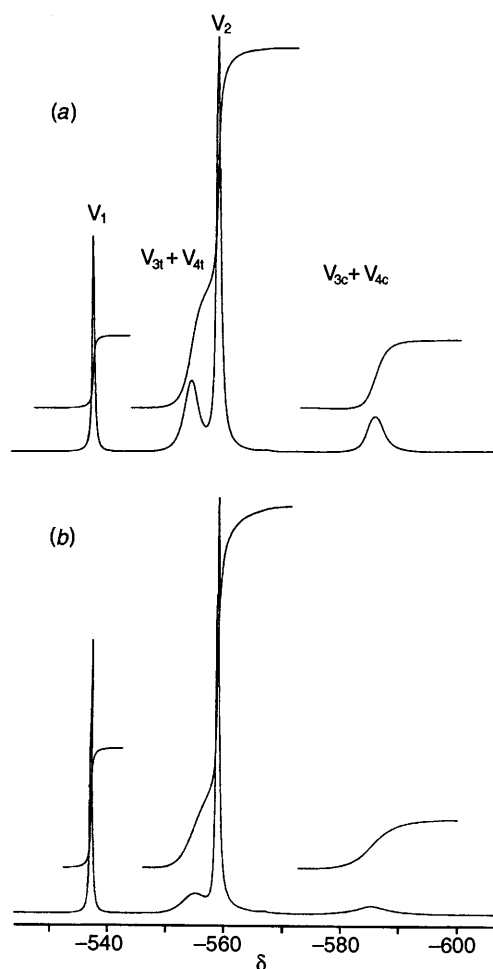 V₂
(a)
V₁
V₃ₜ + V₄ₜ
V₃c + V₄c
(b)
–540 –560 –580 –600
δ